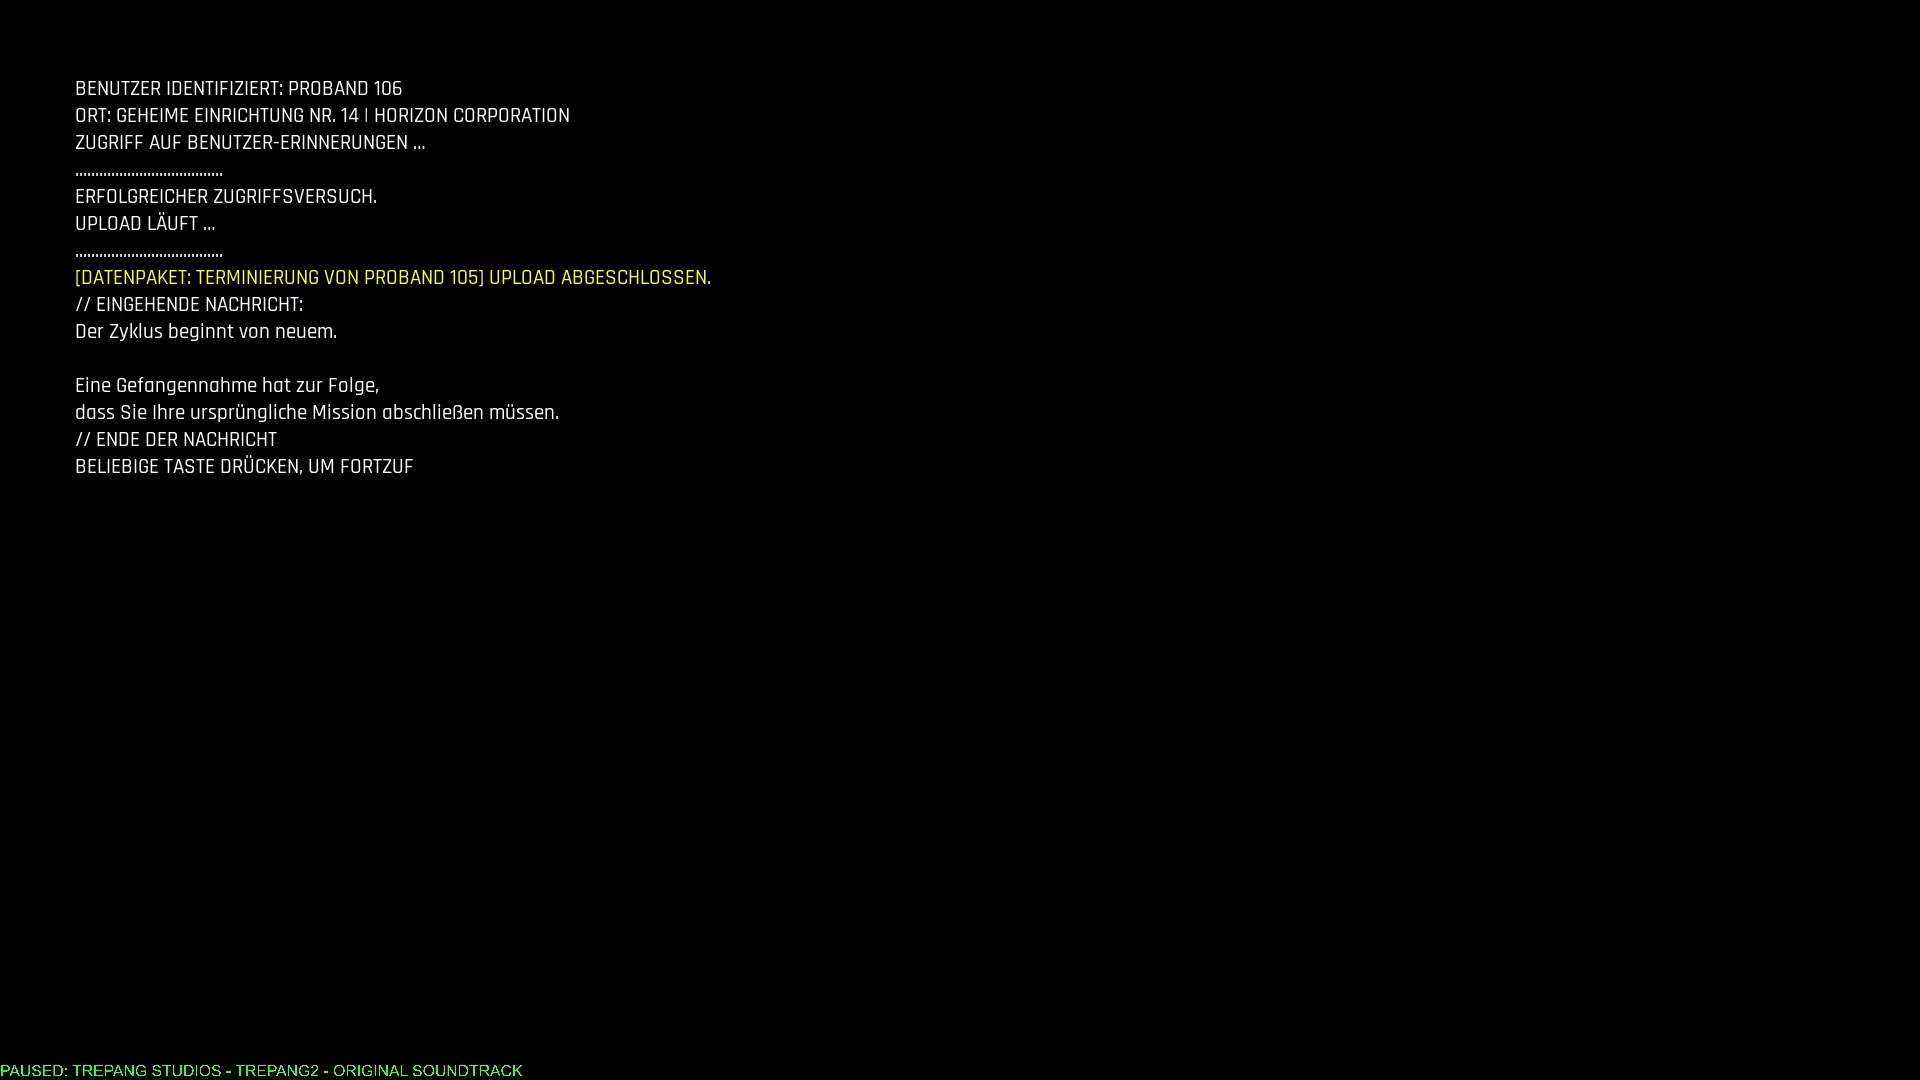 BENUTZER IDENTIFIZIERT: PROBAND 106
ORT: GEHEIME EINRICHTUNG NR. 14 | HORIZON CORPORATION
ZUGRIFF AUF BENUTZER-ERINNERUNGEN ...
.....................................
ERFOLGREICHER ZUGRIFFSVERSUCH.
UPLOAD LÄUFT ...
.....................................
[DATENPAKET: TERMINIERUNG VON PROBAND 105] UPLOAD ABGESCHLOSSEN.
// EINGEHENDE NACHRICHT:
Der Zyklus beginnt von neuem.
Eine Gefangennahme hat zur Folge,
dass Sie Ihre ursprüngliche Mission abschließen müssen.
// ENDE DER NACHRICHT
BELIEBIGE TASTE DRÜCKEN, UM FORTZUF
PAUSED: TREPANG STUDIOS - TREPANG2 - ORIGINAL SOUNDTRACK